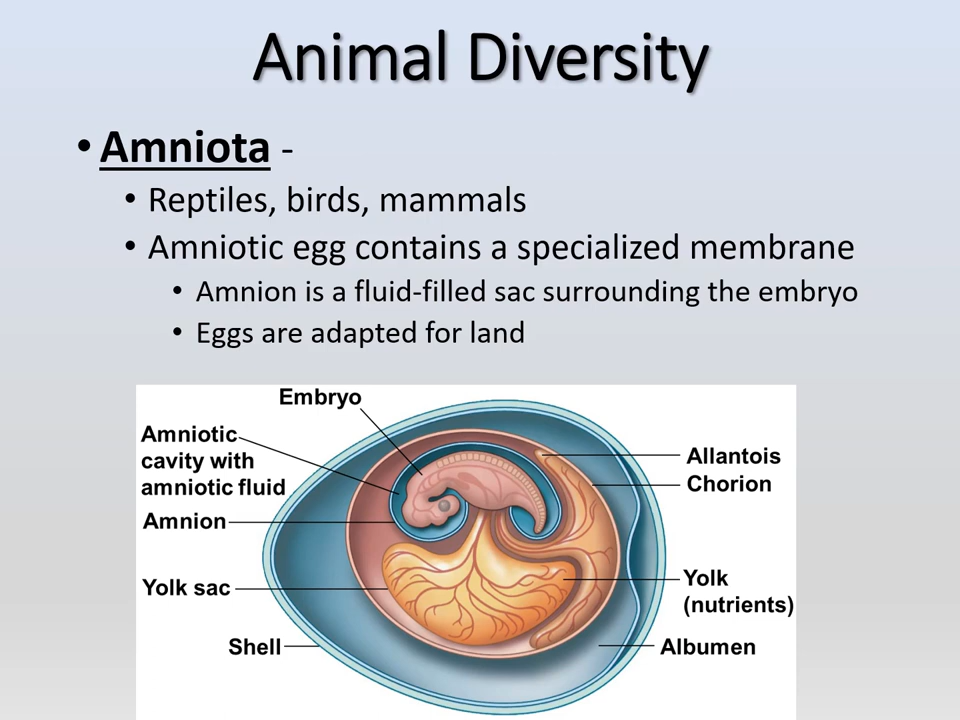 Animal Diversity
• Amniota -
• Reptiles, birds, mammals
• Amniotic egg contains a specialized membrane
• Amnion is a fluid-filled sac surrounding the embryo
• Eggs are adapted for land
Embryo
Amniotic
cavity with
amniotic fluid
Amnion
Yolk sac
Shell
Allantois
Chorion
Yolk
(nutrients)
Albumen